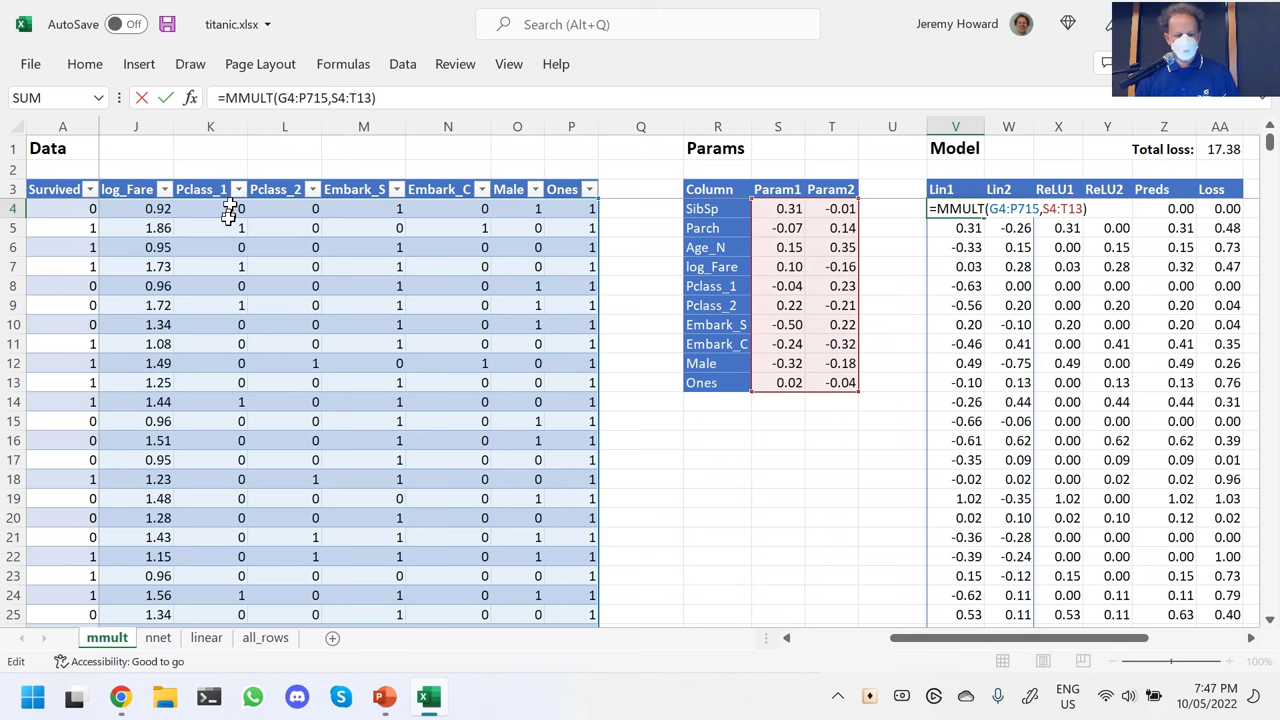 AutoSave Off titanic.xlsx Search (Alt+Q) Jeremy Howard
File Home Insert Draw Page Layout Formulas Data Review View Help
SUM =MMULT(G4:P715,S4:T13)
A J K L M N O P Q R S T U V W X Y Z AA
1 Data Params Model Total loss: 17.38
2
3 Survived log_Fare Pclass_1 Pclass_2 Embark_S Embark_C Male Ones Column Param1 Param2 Lin1 Lin2 ReLU1 ReLU2 Preds Loss
4 0 0.92 0 0 1 0 1 1 SibSp 0.31 -0.01 =MMULT(G4:P715,S4:T13) 0.00 0.00
5 1 1.86 1 0 0 1 0 1 Parch -0.07 0.14 0.31 -0.26 0.31 0.00 0.31 0.48
6 1 0.95 0 0 1 0 0 1 Age_N 0.15 0.35 -0.33 0.15 0.00 0.15 0.15 0.73
7 1 1.73 1 0 1 0 0 1 log_Fare 0.10 -0.16 0.03 0.28 0.03 0.28 0.32 0.47
8 0 0.96 0 0 1 0 1 1 Pclass_1 -0.04 0.23 -0.63 0.00 0.00 0.00 0.00 0.00
9 0 1.72 1 0 1 0 1 1 Pclass_2 0.22 -0.21 -0.56 0.20 0.00 0.20 0.20 0.04
10 0 1.34 0 0 1 0 1 1 Embark_S -0.50 0.22 0.20 -0.10 0.20 0.00 0.20 0.04
11 1 1.08 0 0 1 0 0 1 Embark_C -0.24 -0.32 -0.46 0.41 0.00 0.41 0.41 0.35
12 1 1.49 0 1 0 1 0 1 Male -0.32 -0.18 0.49 -0.75 0.49 0.00 0.49 0.26
13 1 1.25 0 0 1 0 0 1 Ones 0.02 -0.04 -0.10 0.13 0.00 0.13 0.13 0.76
14 1 1.44 1 0 1 0 0 1 -0.26 0.44 0.00 0.44 0.44 0.31
15 0 0.96 0 0 1 0 1 1 -0.66 -0.06 0.00 0.00 0.00 0.00
16 0 1.51 0 0 1 0 1 1 -0.61 0.62 0.00 0.62 0.62 0.39
17 0 0.95 0 0 1 0 0 1 -0.35 0.09 0.00 0.09 0.09 0.01
18 1 1.23 0 1 1 0 1 1 -0.02 0.02 0.00 0.02 0.02 0.96
19 0 1.48 0 0 0 0 1 1 1.02 -0.35 1.02 0.00 1.02 1.03
20 0 1.28 0 0 1 0 0 1 0.02 0.10 0.02 0.10 0.12 0.02
21 0 1.43 0 1 1 0 1 1 -0.36 -0.28 0.00 0.00 0.00 0.00
22 1 1.15 0 1 1 0 1 1 -0.39 -0.24 0.00 0.00 0.00 1.00
23 1 0.96 0 0 0 0 0 1 0.15 -0.12 0.15 0.00 0.15 0.73
24 1 1.56 1 0 1 0 1 1 -0.62 0.11 0.00 0.11 0.11 0.79
25 0 1.34 0 0 1 0 0 1 0.53 0.11 0.53 0.11 0.63 0.40
mmult nnet linear all_rows
Edit Accessibility: Good to go 100%
ENG 7:47 PM
US 10/05/2022